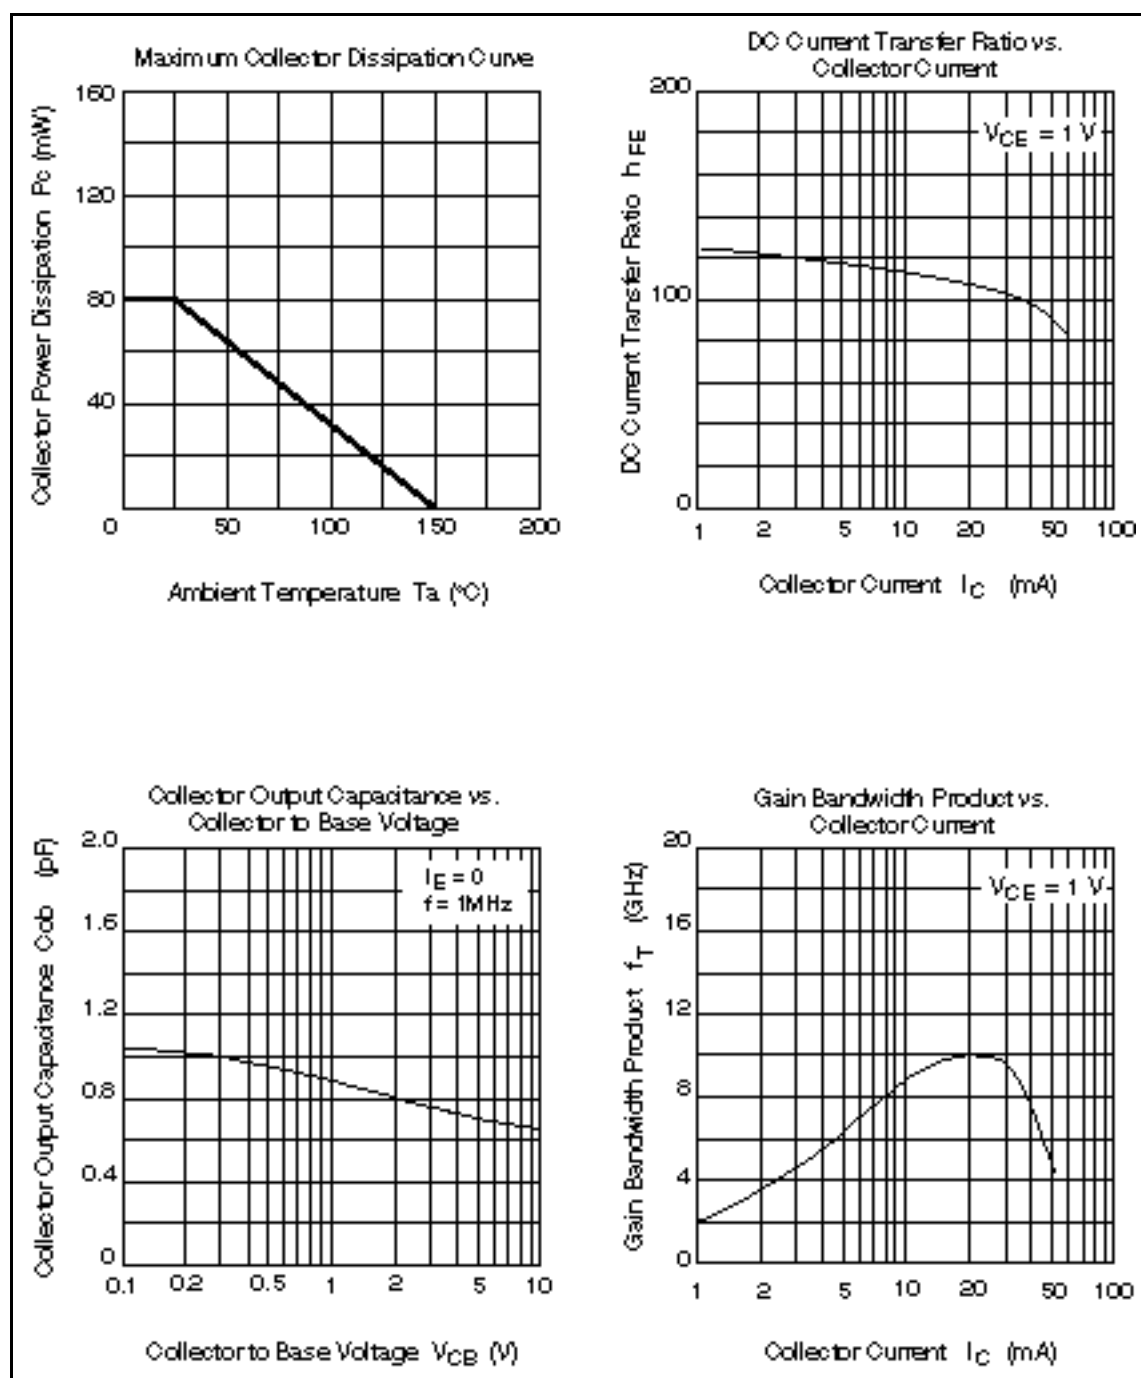 Maximum Collector Dissipation Curve
Collector Power Dissipation Pc (mW)
160
120
80
40
0 50 100 150 200
Ambient Temperature Ta (°C)
DC Current Transfer Ratio vs.
Collector Current
DC Current Transfer Ratio hFE
200
100
0
VCE = 1 V
1 2 5 10 20 50 100
Collector Current IC (mA)
Collector Output Capacitance vs.
Collector to Base Voltage
Collector Output Capacitance Cob (pF)
2.0
1.6
1.2
0.8
0.4
0
IE = 0
f = 1MHz
0.1 0.2 0.5 1 2 5 10
Collector to Base Voltage VCB (V)
Gain Bandwidth Product vs.
Collector Current
Gain Bandwidth Product fT (GHz)
20
16
12
8
4
0
VCE = 1 V
1 2 5 10 20 50 100
Collector Current IC (mA)